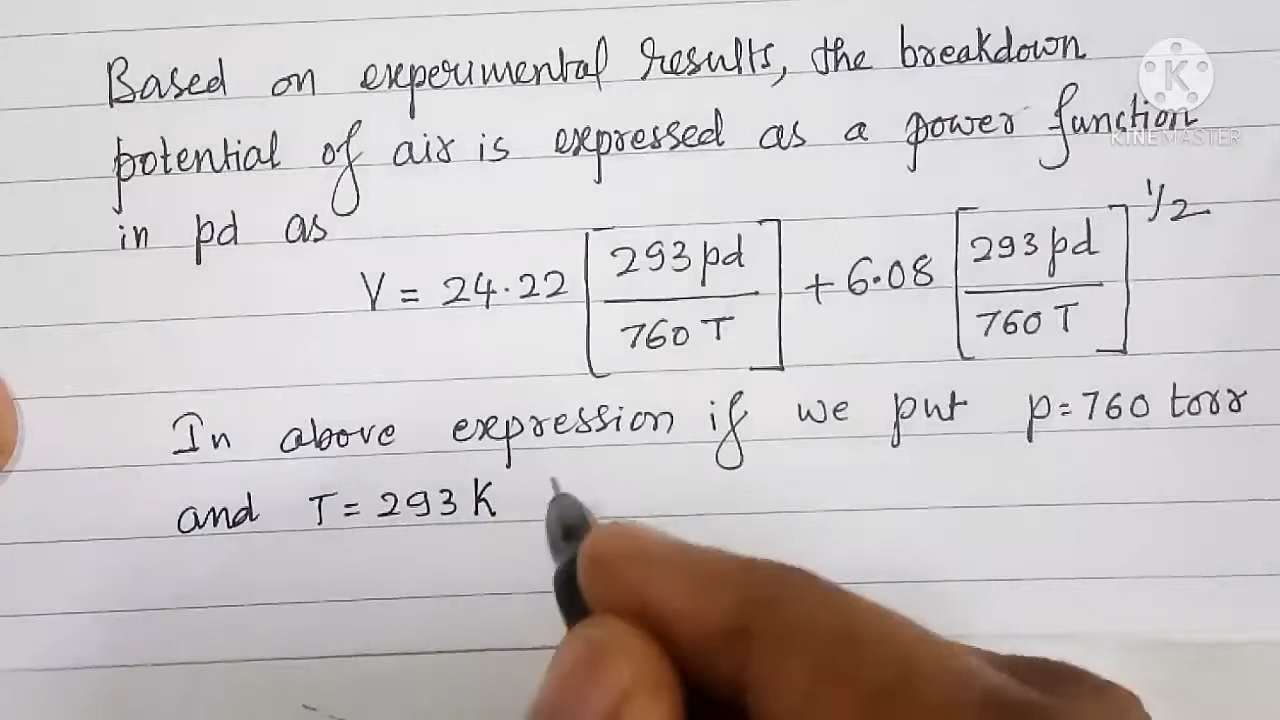 Based on experimental results, the breakdown
potential of air is expressed as a power function
in pd as
V = 24.22 [293 pd / 760 T] + 6.08 [293 pd / 760 T]^1/2
In above expression if we put p = 760 torr
and T = 293 K
K
KINEMASTER